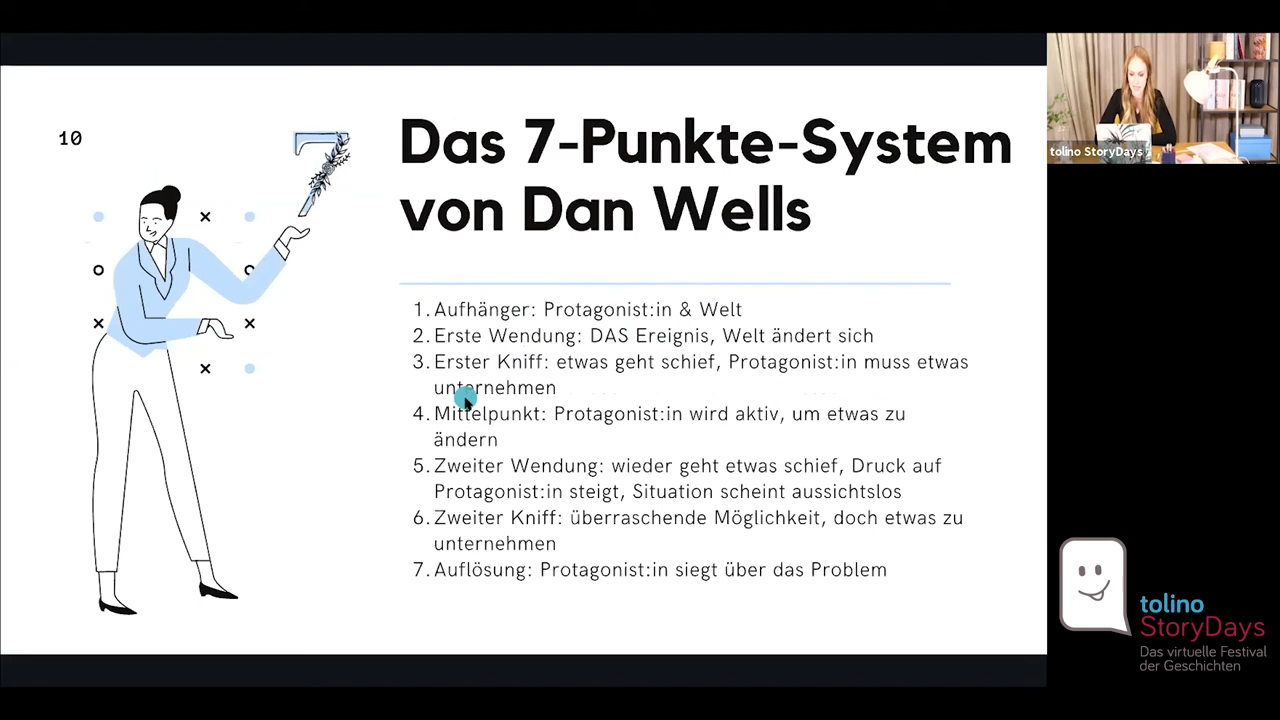 10
7
Das 7-Punkte-System
von Dan Wells
1. Aufhänger: Protagonist:in & Welt
2. Erste Wendung: DAS Ereignis, Welt ändert sich
3. Erster Kniff: etwas geht schief, Protagonist:in muss etwas
unternehmen
4. Mittelpunkt: Protagonist:in wird aktiv, um etwas zu
ändern
5. Zweiter Wendung: wieder geht etwas schief, Druck auf
Protagonist:in steigt, Situation scheint aussichtslos
6. Zweiter Kniff: überraschende Möglichkeit, doch etwas zu
unternehmen
7. Auflösung: Protagonist:in siegt über das Problem
tolino StoryDays
tolino
StoryDays
Das virtuelle Festival
der Geschichten